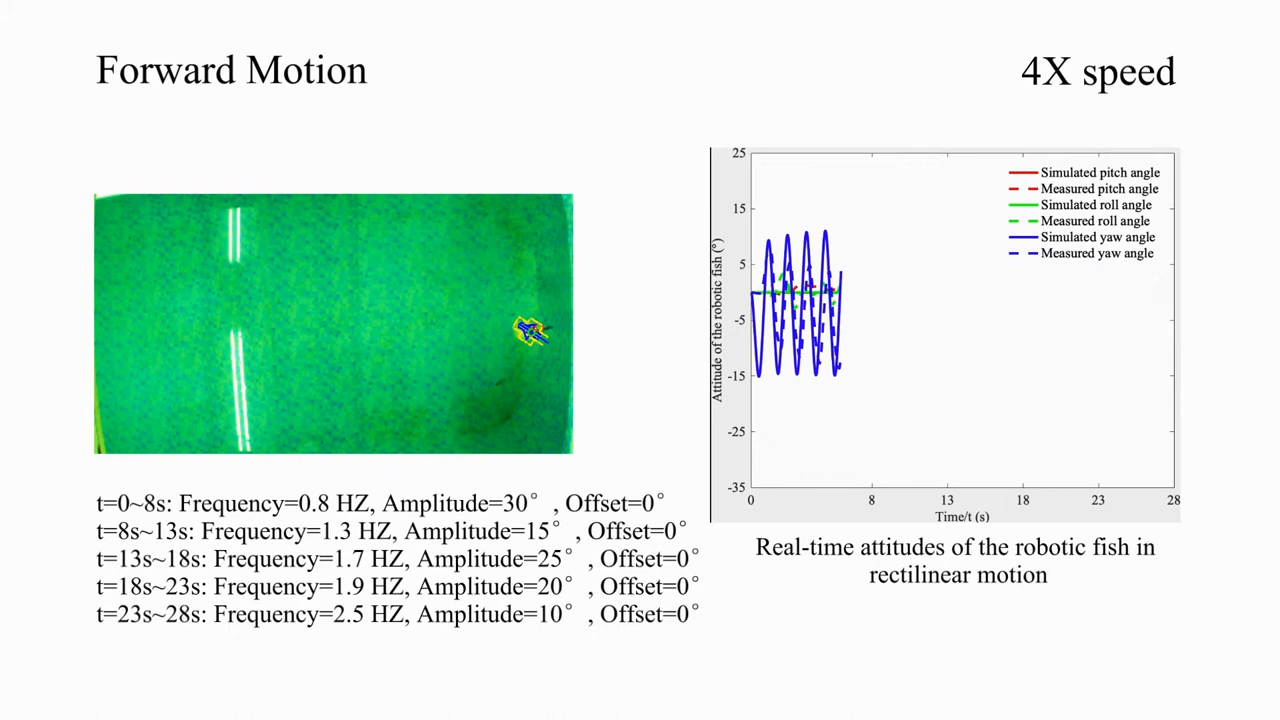 Forward Motion
4X speed
25
15
5
-5
-15
-25
-35
Attitude of the robotic fish (°)
Simulated pitch angle
Measured pitch angle
Simulated roll angle
Measured roll angle
Simulated yaw angle
Measured yaw angle
0 8 13 18 23 28
Time/t (s)
t=0~8s: Frequency=0.8 HZ, Amplitude=30° , Offset=0°
t=8s~13s: Frequency=1.3 HZ, Amplitude=15° , Offset=0°
t=13s~18s: Frequency=1.7 HZ, Amplitude=25° , Offset=0°
t=18s~23s: Frequency=1.9 HZ, Amplitude=20° , Offset=0°
t=23s~28s: Frequency=2.5 HZ, Amplitude=10° , Offset=0°
Real-time attitudes of the robotic fish in
rectilinear motion